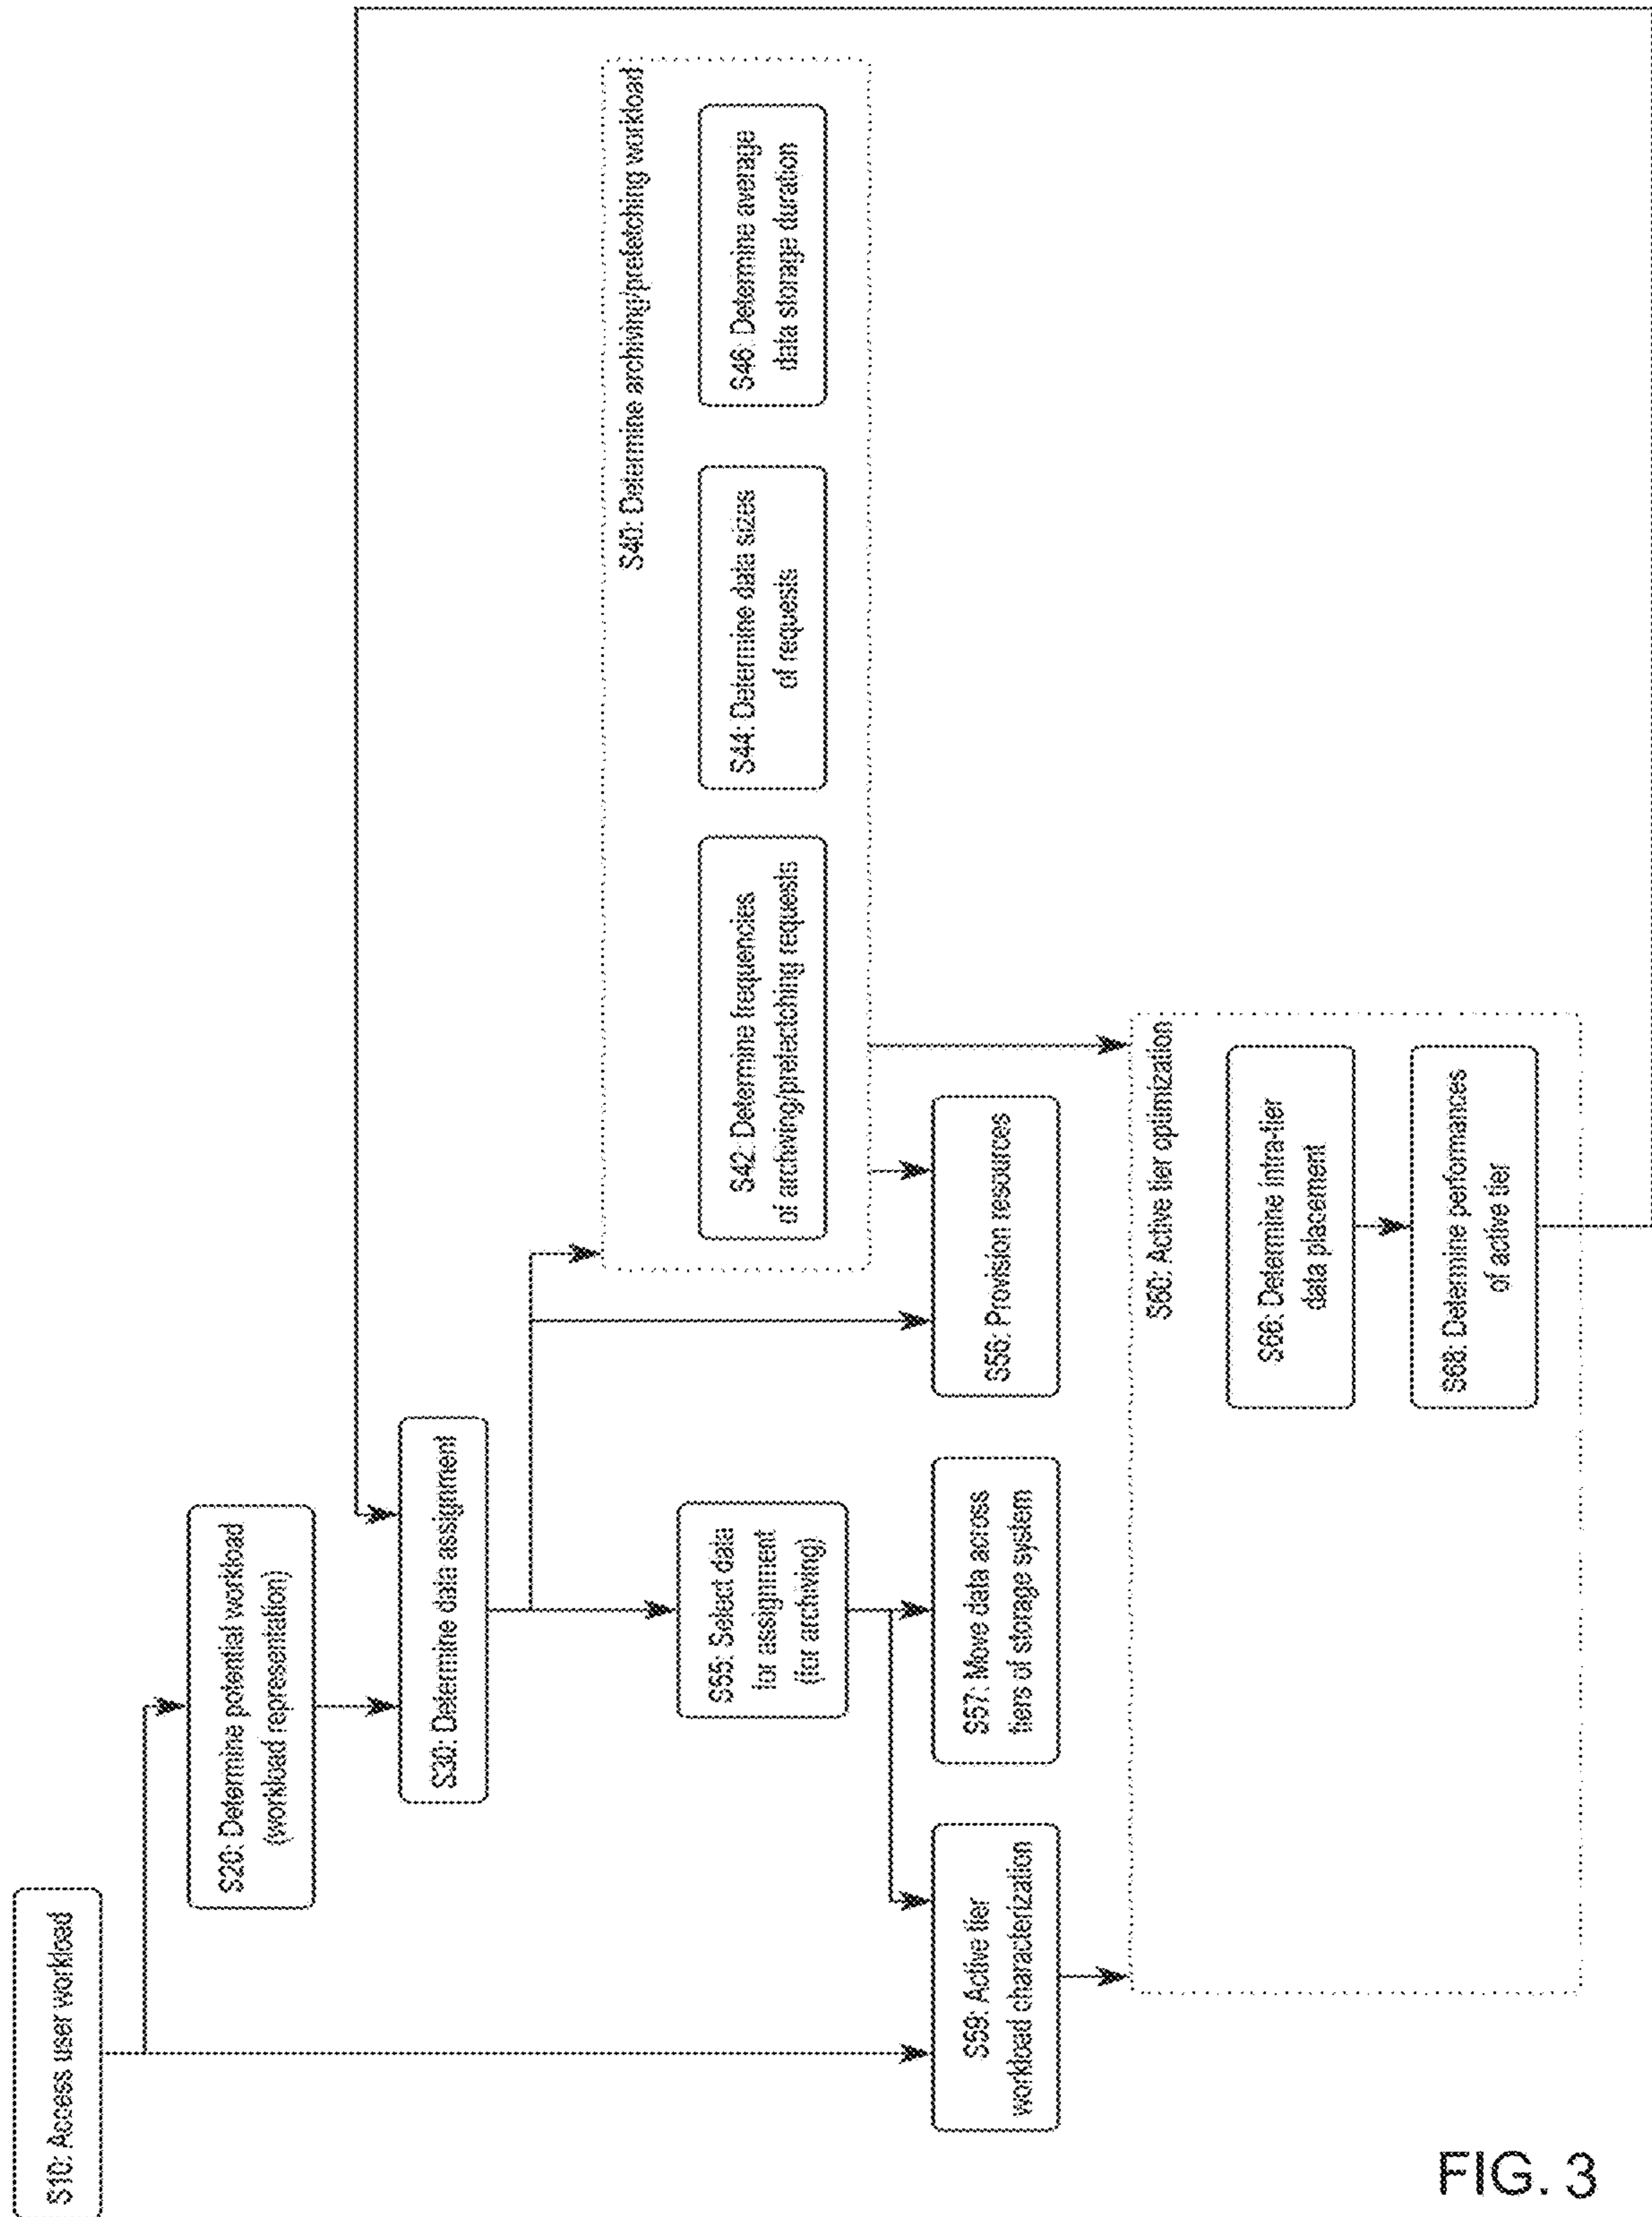 S10: Access user workload
S20: Determine potential workload
(workload representation)
S30: Determine data assignment
S40: Determine archiving/prefetching workload
S42: Determine frequencies
of archiving/prefetching requests
S44: Determine data sizes
of requests
S46: Determine average
data storage duration
S55: Select data
for assignment
(for archiving)
S59: Active tier
workload characterization
S57: Move data across
tiers of storage system
S56: Provision resources
S60: Active tier optimization
S66: Determine intra-tier
data placement
S68: Determine performances
of active tier
FIG. 3